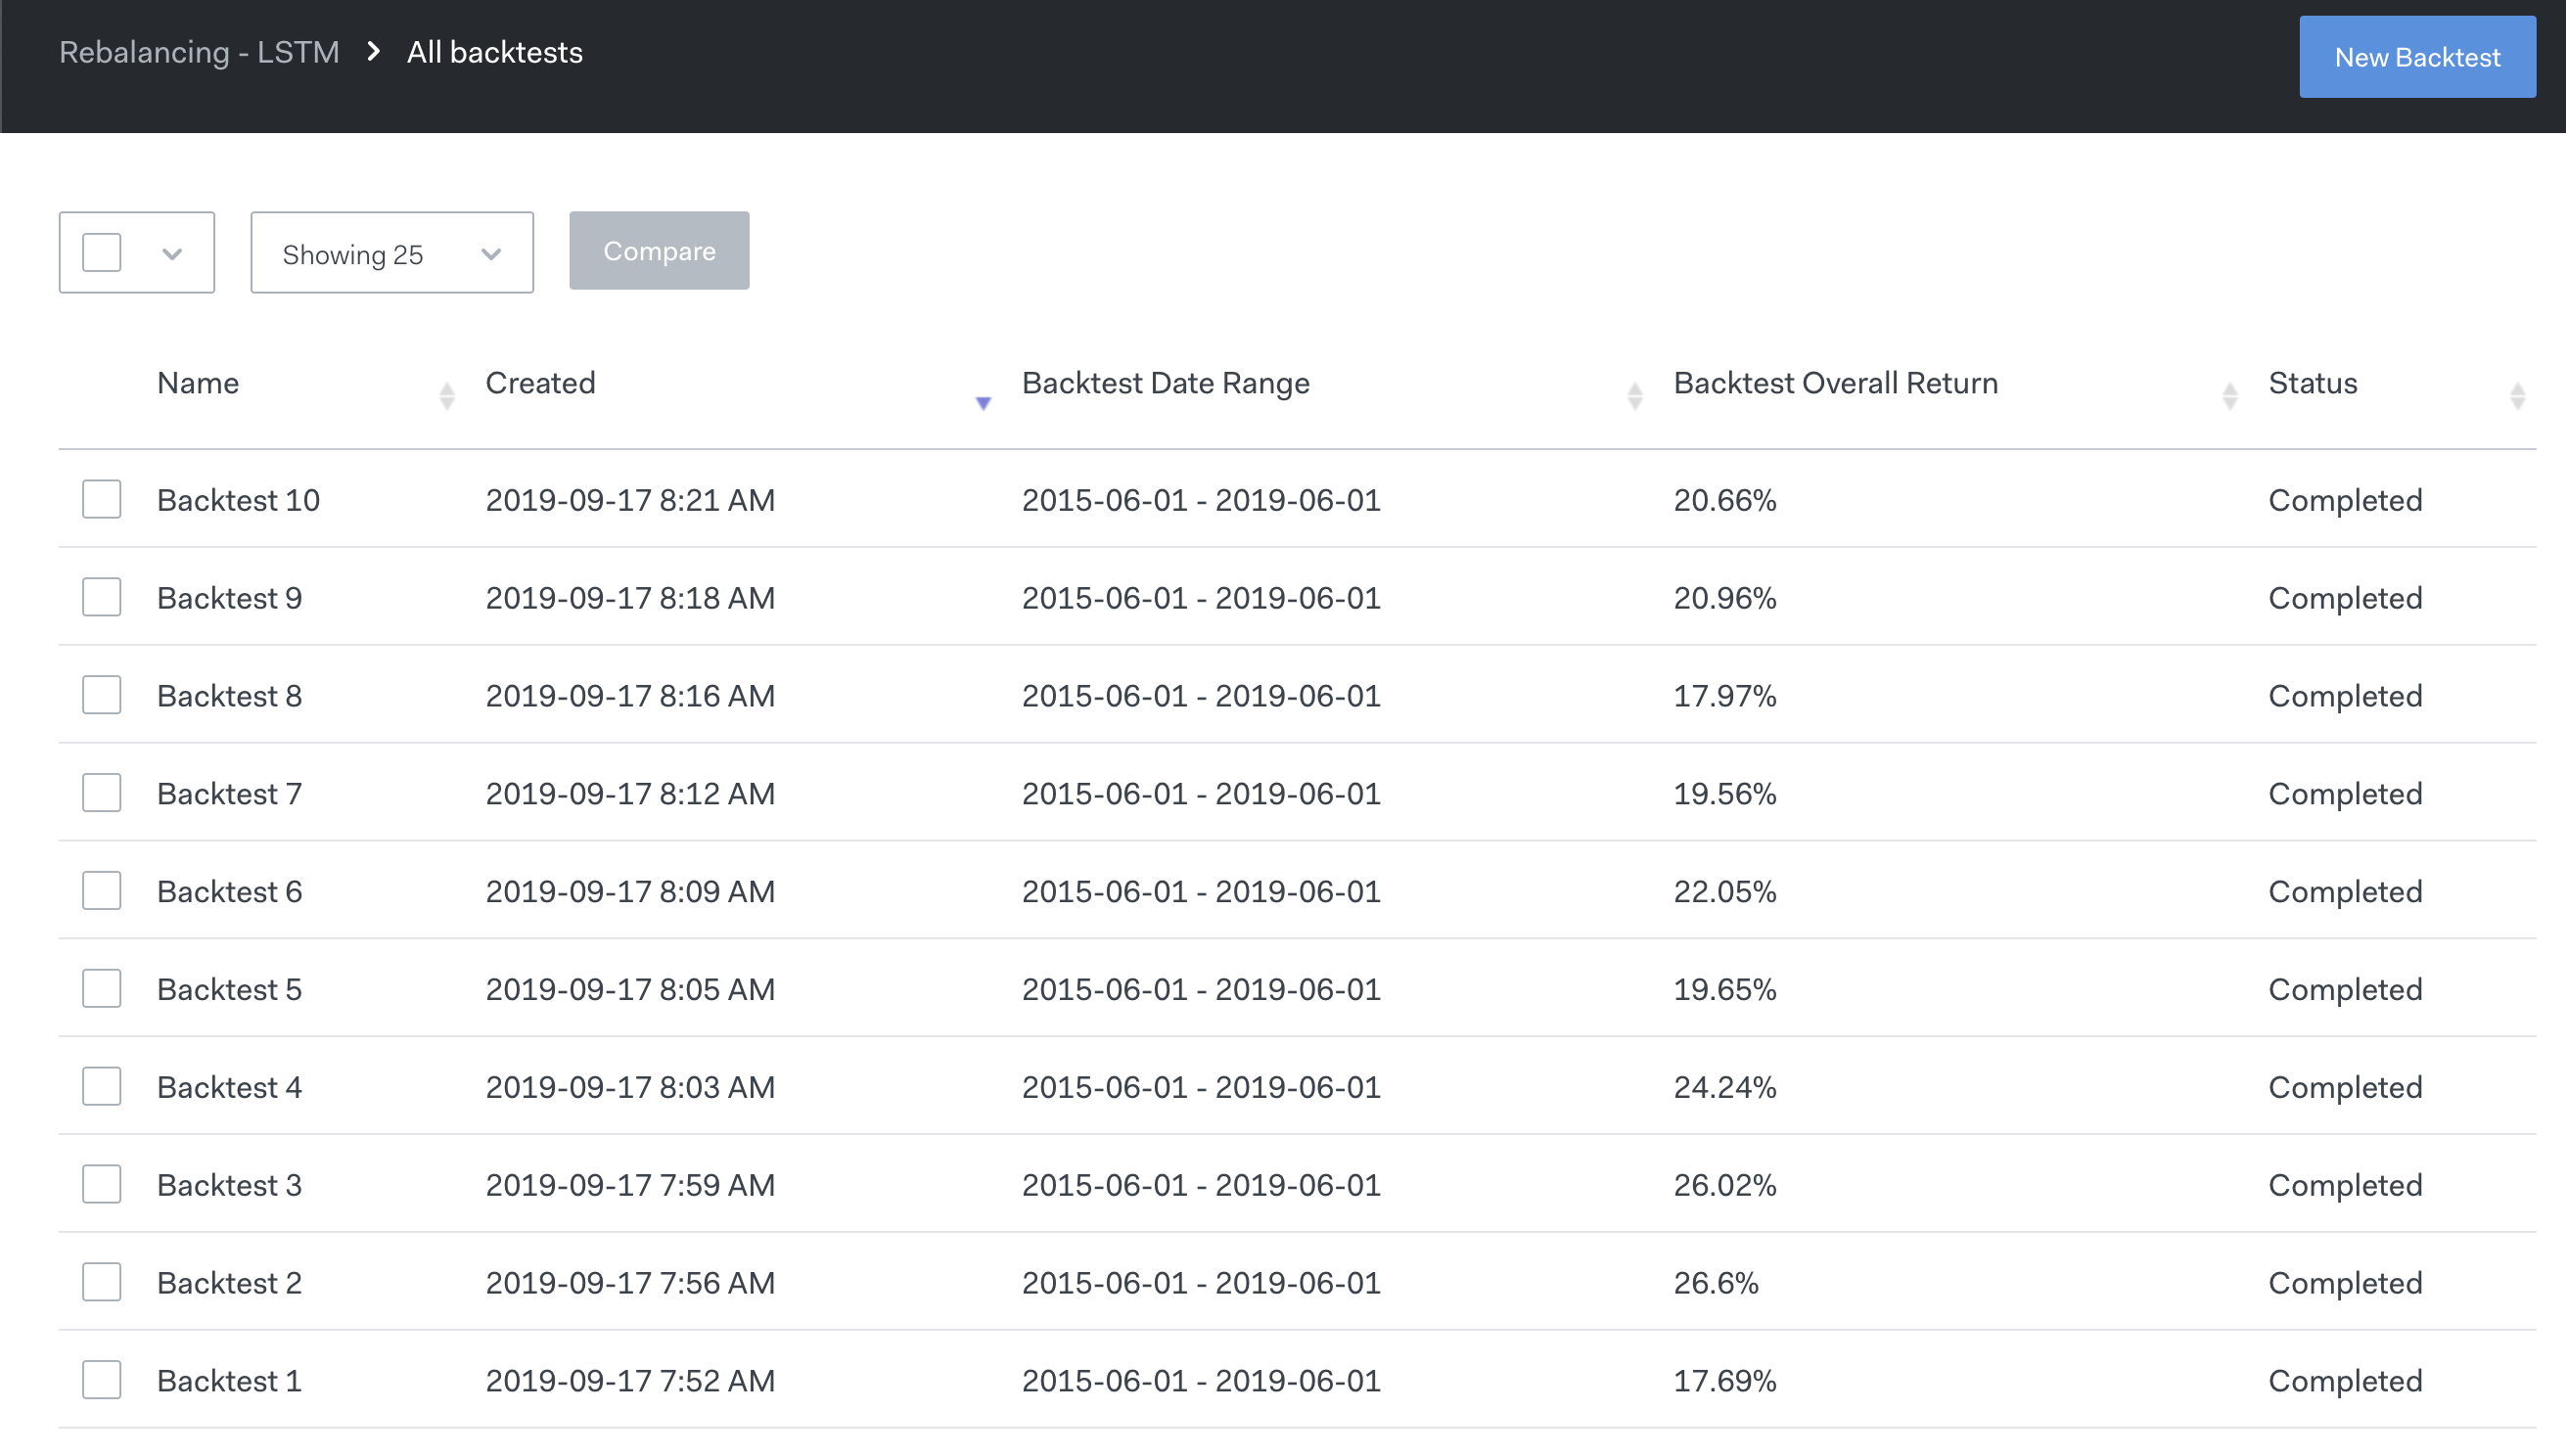 Rebalancing - LSTM > All backtests
New Backtest
Showing 25
Compare
Name Created Backtest Date Range Backtest Overall Return Status
Backtest 10 2019-09-17 8:21 AM 2015-06-01 - 2019-06-01 20.66% Completed
Backtest 9 2019-09-17 8:18 AM 2015-06-01 - 2019-06-01 20.96% Completed
Backtest 8 2019-09-17 8:16 AM 2015-06-01 - 2019-06-01 17.97% Completed
Backtest 7 2019-09-17 8:12 AM 2015-06-01 - 2019-06-01 19.56% Completed
Backtest 6 2019-09-17 8:09 AM 2015-06-01 - 2019-06-01 22.05% Completed
Backtest 5 2019-09-17 8:05 AM 2015-06-01 - 2019-06-01 19.65% Completed
Backtest 4 2019-09-17 8:03 AM 2015-06-01 - 2019-06-01 24.24% Completed
Backtest 3 2019-09-17 7:59 AM 2015-06-01 - 2019-06-01 26.02% Completed
Backtest 2 2019-09-17 7:56 AM 2015-06-01 - 2019-06-01 26.6% Completed
Backtest 1 2019-09-17 7:52 AM 2015-06-01 - 2019-06-01 17.69% Completed